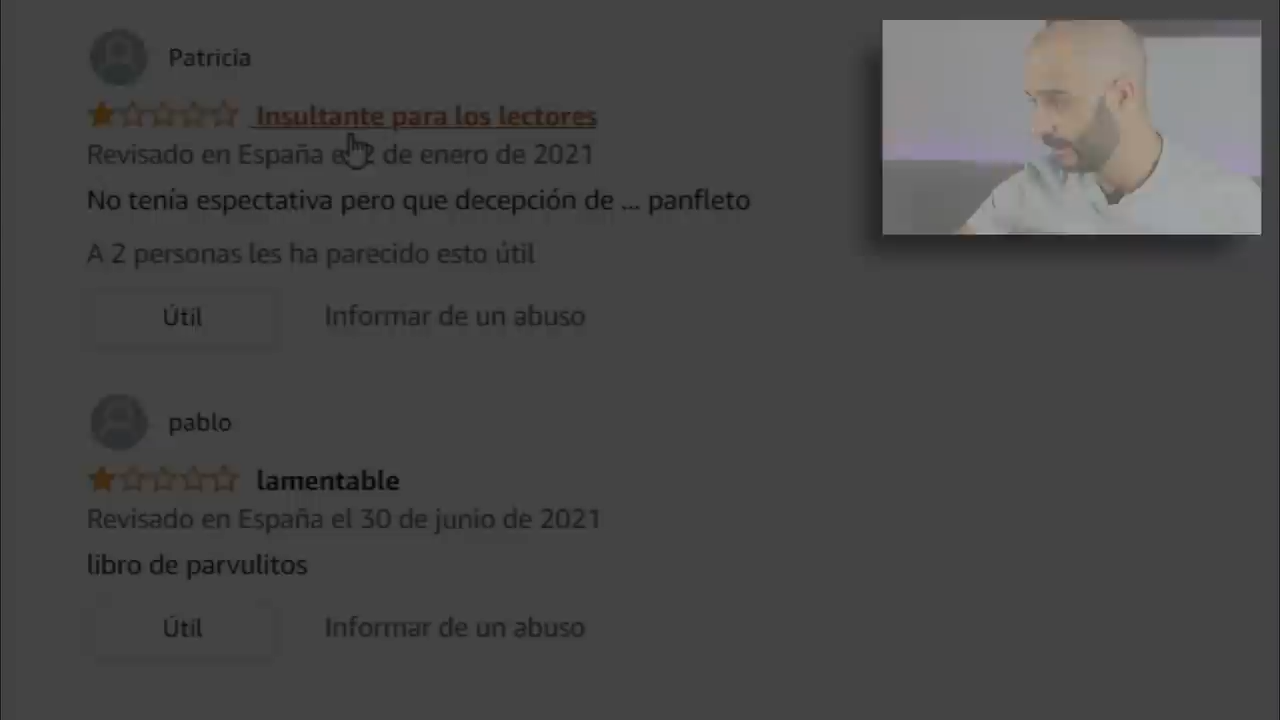 Patricia
Insultante para los lectores
Revisado en España el 2 de enero de 2021
No tenía espectativa pero que decepción de ... panfleto
A 2 personas les ha parecido esto útil
Útil
Informar de un abuso
pablo
lamentable
Revisado en España el 30 de junio de 2021
libro de parvulitos
Útil
Informar de un abuso